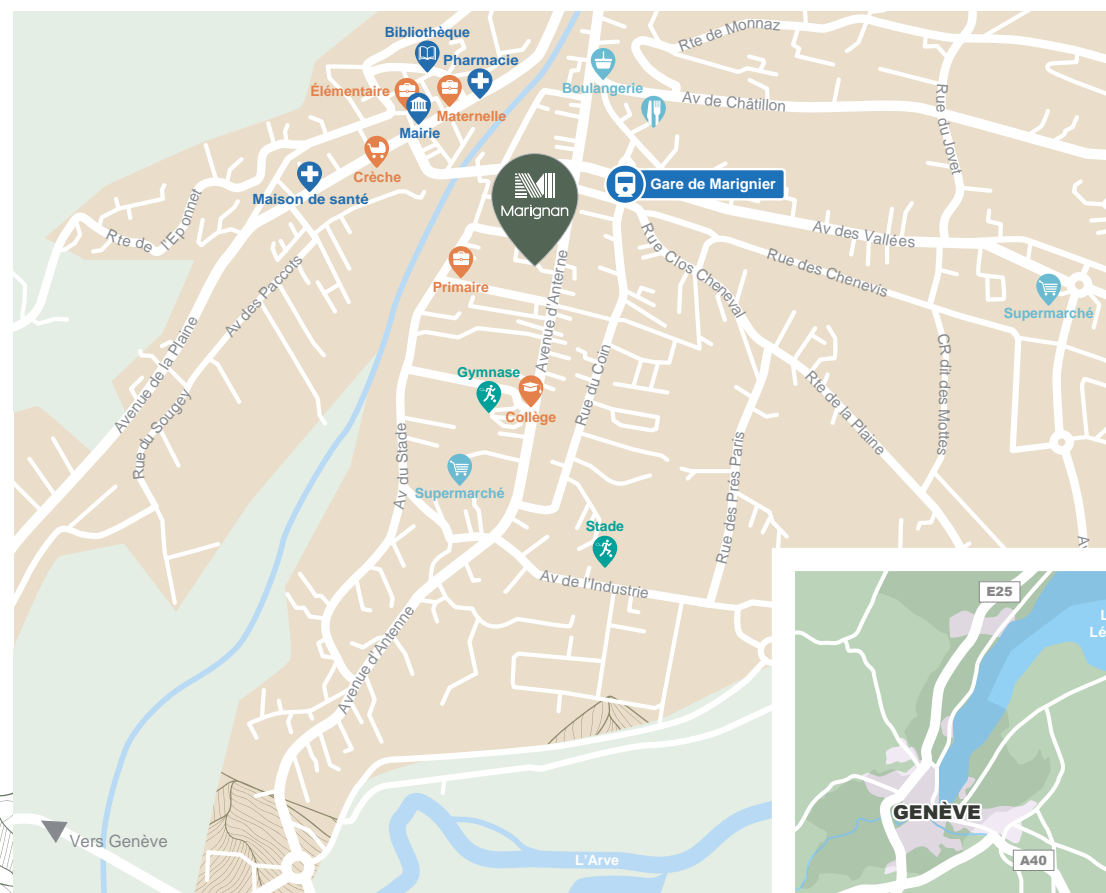 Bibliothèque
Pharmacie
Élémentaire
Maternelle
Mairie
Crèche
Maison de santé
Boulangerie
Rte de Monnaz
Av de Châtillon
Rue du Jovet
Marignan
Gare de Marignier
Rte de l'Eponnet
Av des Paccots
Primaire
Avenue d'Anterne
Rue Clos Cheneval
Av des Vallées
Rue des Chenevis
Supermarché
Avenue de la Plaine
Rue du Sougey
Gymnase
Collège
Rue du Coin
Rte de la Plaine
CR dit des Mottes
Av du Stade
Supermarché
Rue des Prés Paris
Stade
Av de l'Industrie
Av
Avenue d'Antenne
E25
L
Lé
GENÈVE
A40
Vers Genève
L'Arve